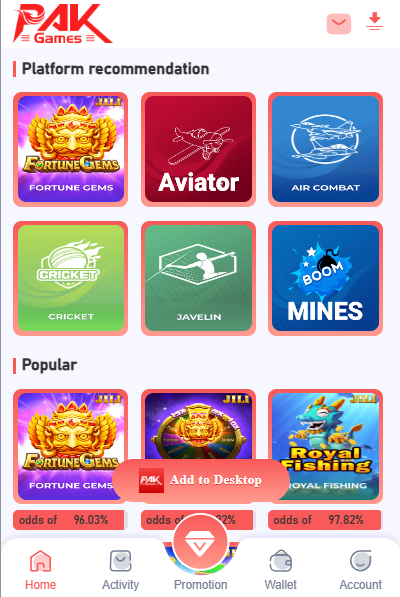 PAK
Games
Platform recommendation
JILI
FORTUNE GEMS
FORTUNE GEMS
Aviator
AIR COMBAT
CRICKET
CRICKET
JAVELIN
BOOM
MINES
Popular
JILI
FORTUNE GEMS
FORTUNE GEMS
JILI
JILI
Royal
Fishing
ROYAL FISHING
PAK
Add to Desktop
odds of 96.03%
odds of
odds of 97.82%
Home
Activity
Promotion
Wallet
Account